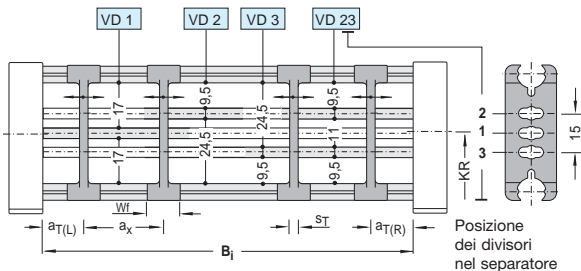 VD 1 VD 2 VD 3 VD 23
17 9,5 24,5 9,5
24,5 11
17 9,5 9,5
2
1
3
15
KR
Wf sT
aT(L) ax aT(R)
Bi
Posizione
dei divisori
nel separatore